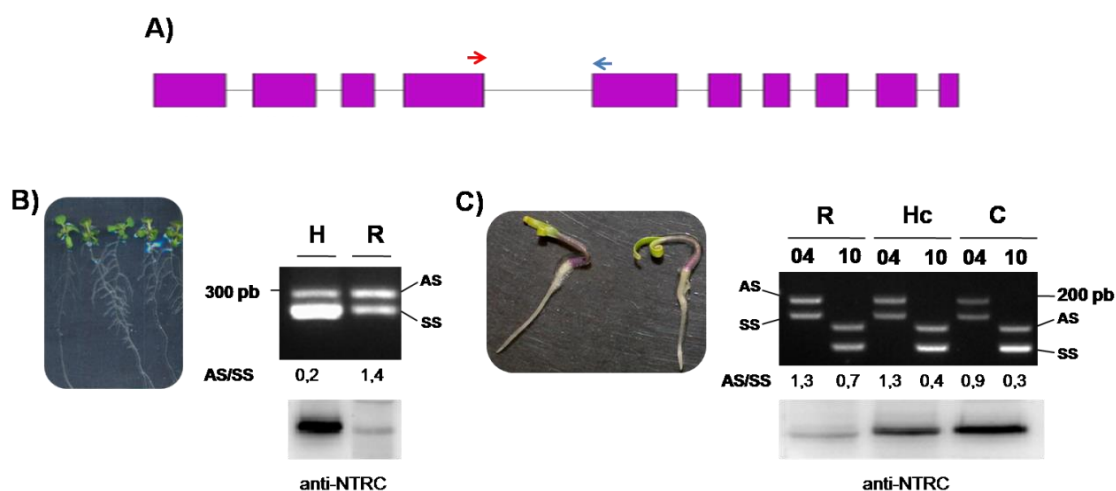 A)
B)
H R
300 pb
AS
SS
AS/SS 0,2 1,4
anti-NTRC
C)
R Hc C
04 10 04 10 04 10
AS
200 pb
SS
AS
SS
AS/SS 1,3 0,7 1,3 0,4 0,9 0,3
anti-NTRC